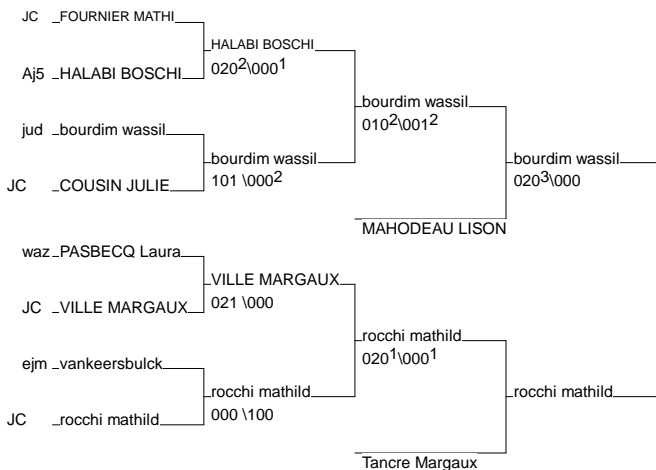 JC FOURNIER MATHI
HALABI BOSCHI
020²\000¹
Aj5 HALABI BOSCHI
bourdim wassil
010²\001²
jud bourdim wassil
bourdim wassil
101 \000²
bourdim wassil
020³\000
JC COUSIN JULIE
MAHODEAU LISON
waz PASBECQ Laura
VILLE MARGAUX
021 \000
JC VILLE MARGAUX
rocchi mathild
020¹\000¹
ejm vankeersbulck
rocchi mathild
000 \100
rocchi mathild
JC rocchi mathild
Tancre Margaux